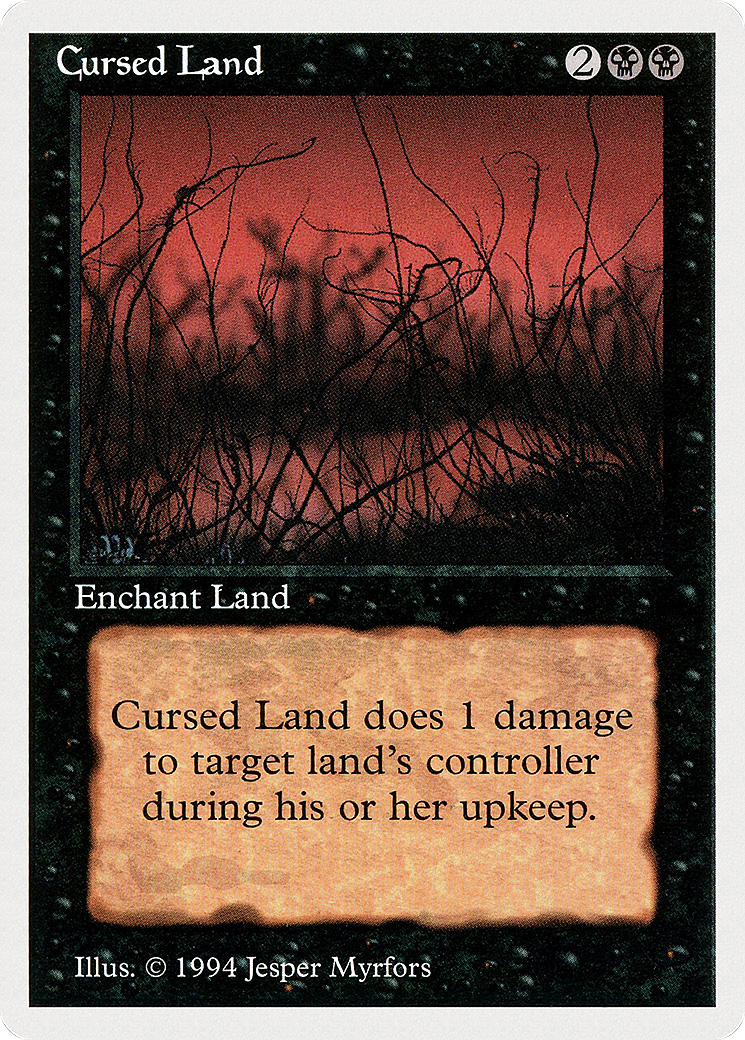 Cursed Land 2
Enchant Land
Cursed Land does 1 damage
to target land's controller
during his or her upkeep.
Illus. © 1994 Jesper Myrfors